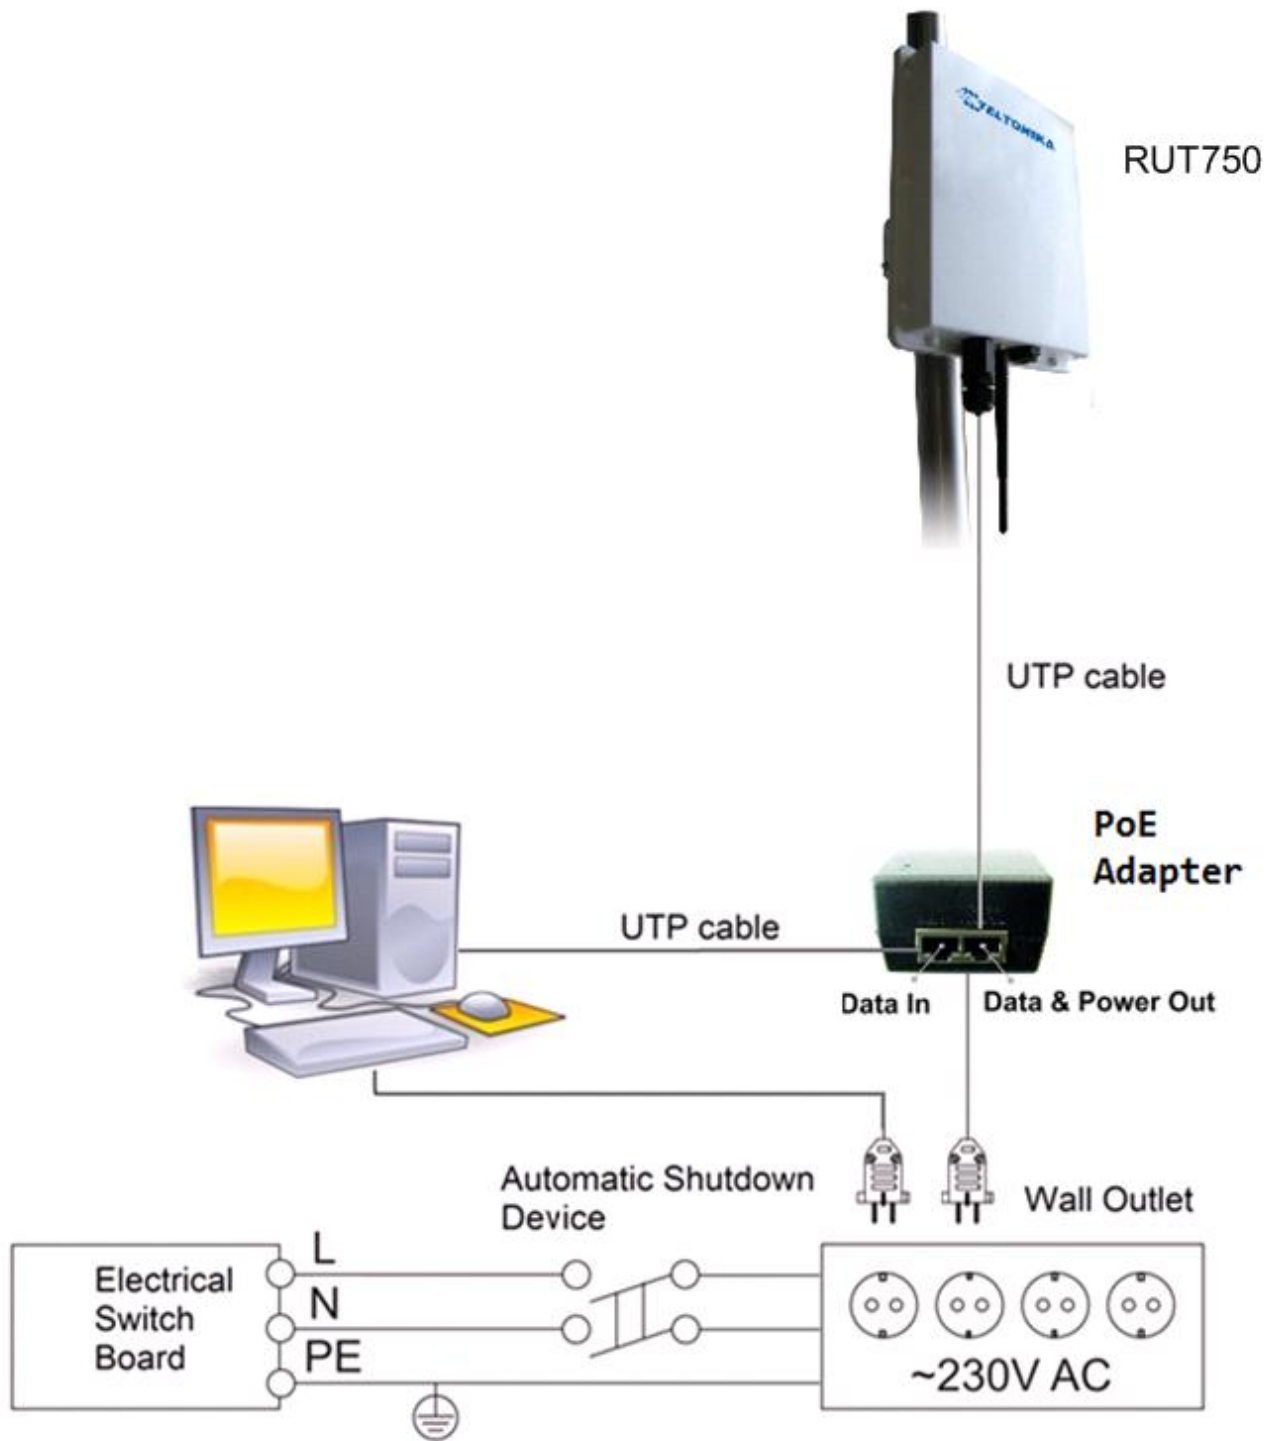 TELTONIKA
RUT750
UTP cable
PoE
Adapter
UTP cable
Data In
Data & Power Out
Automatic Shutdown
Device
Wall Outlet
Electrical
Switch
Board
L
N
PE
~230V AC